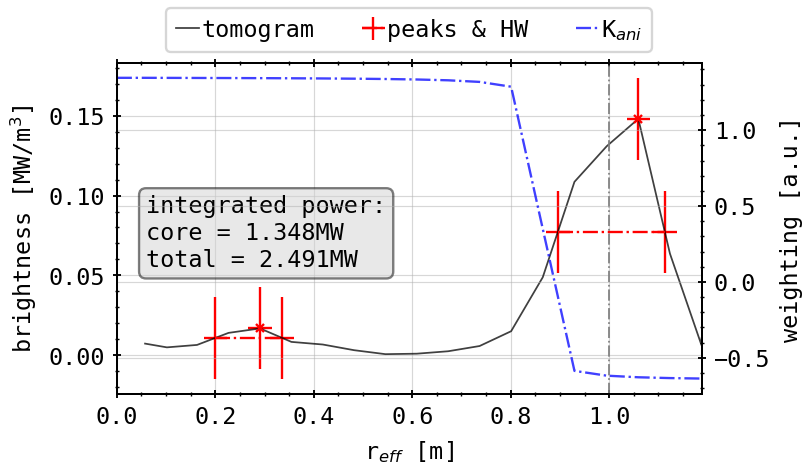 tomogram peaks & HW K_ani
brightness [MW/m³]
0.15
0.10
0.05
0.00
integrated power:
core = 1.348MW
total = 2.491MW
1.0
0.5
0.0
−0.5
weighting [a.u.]
0.0 0.2 0.4 0.6 0.8 1.0
r_eff [m]